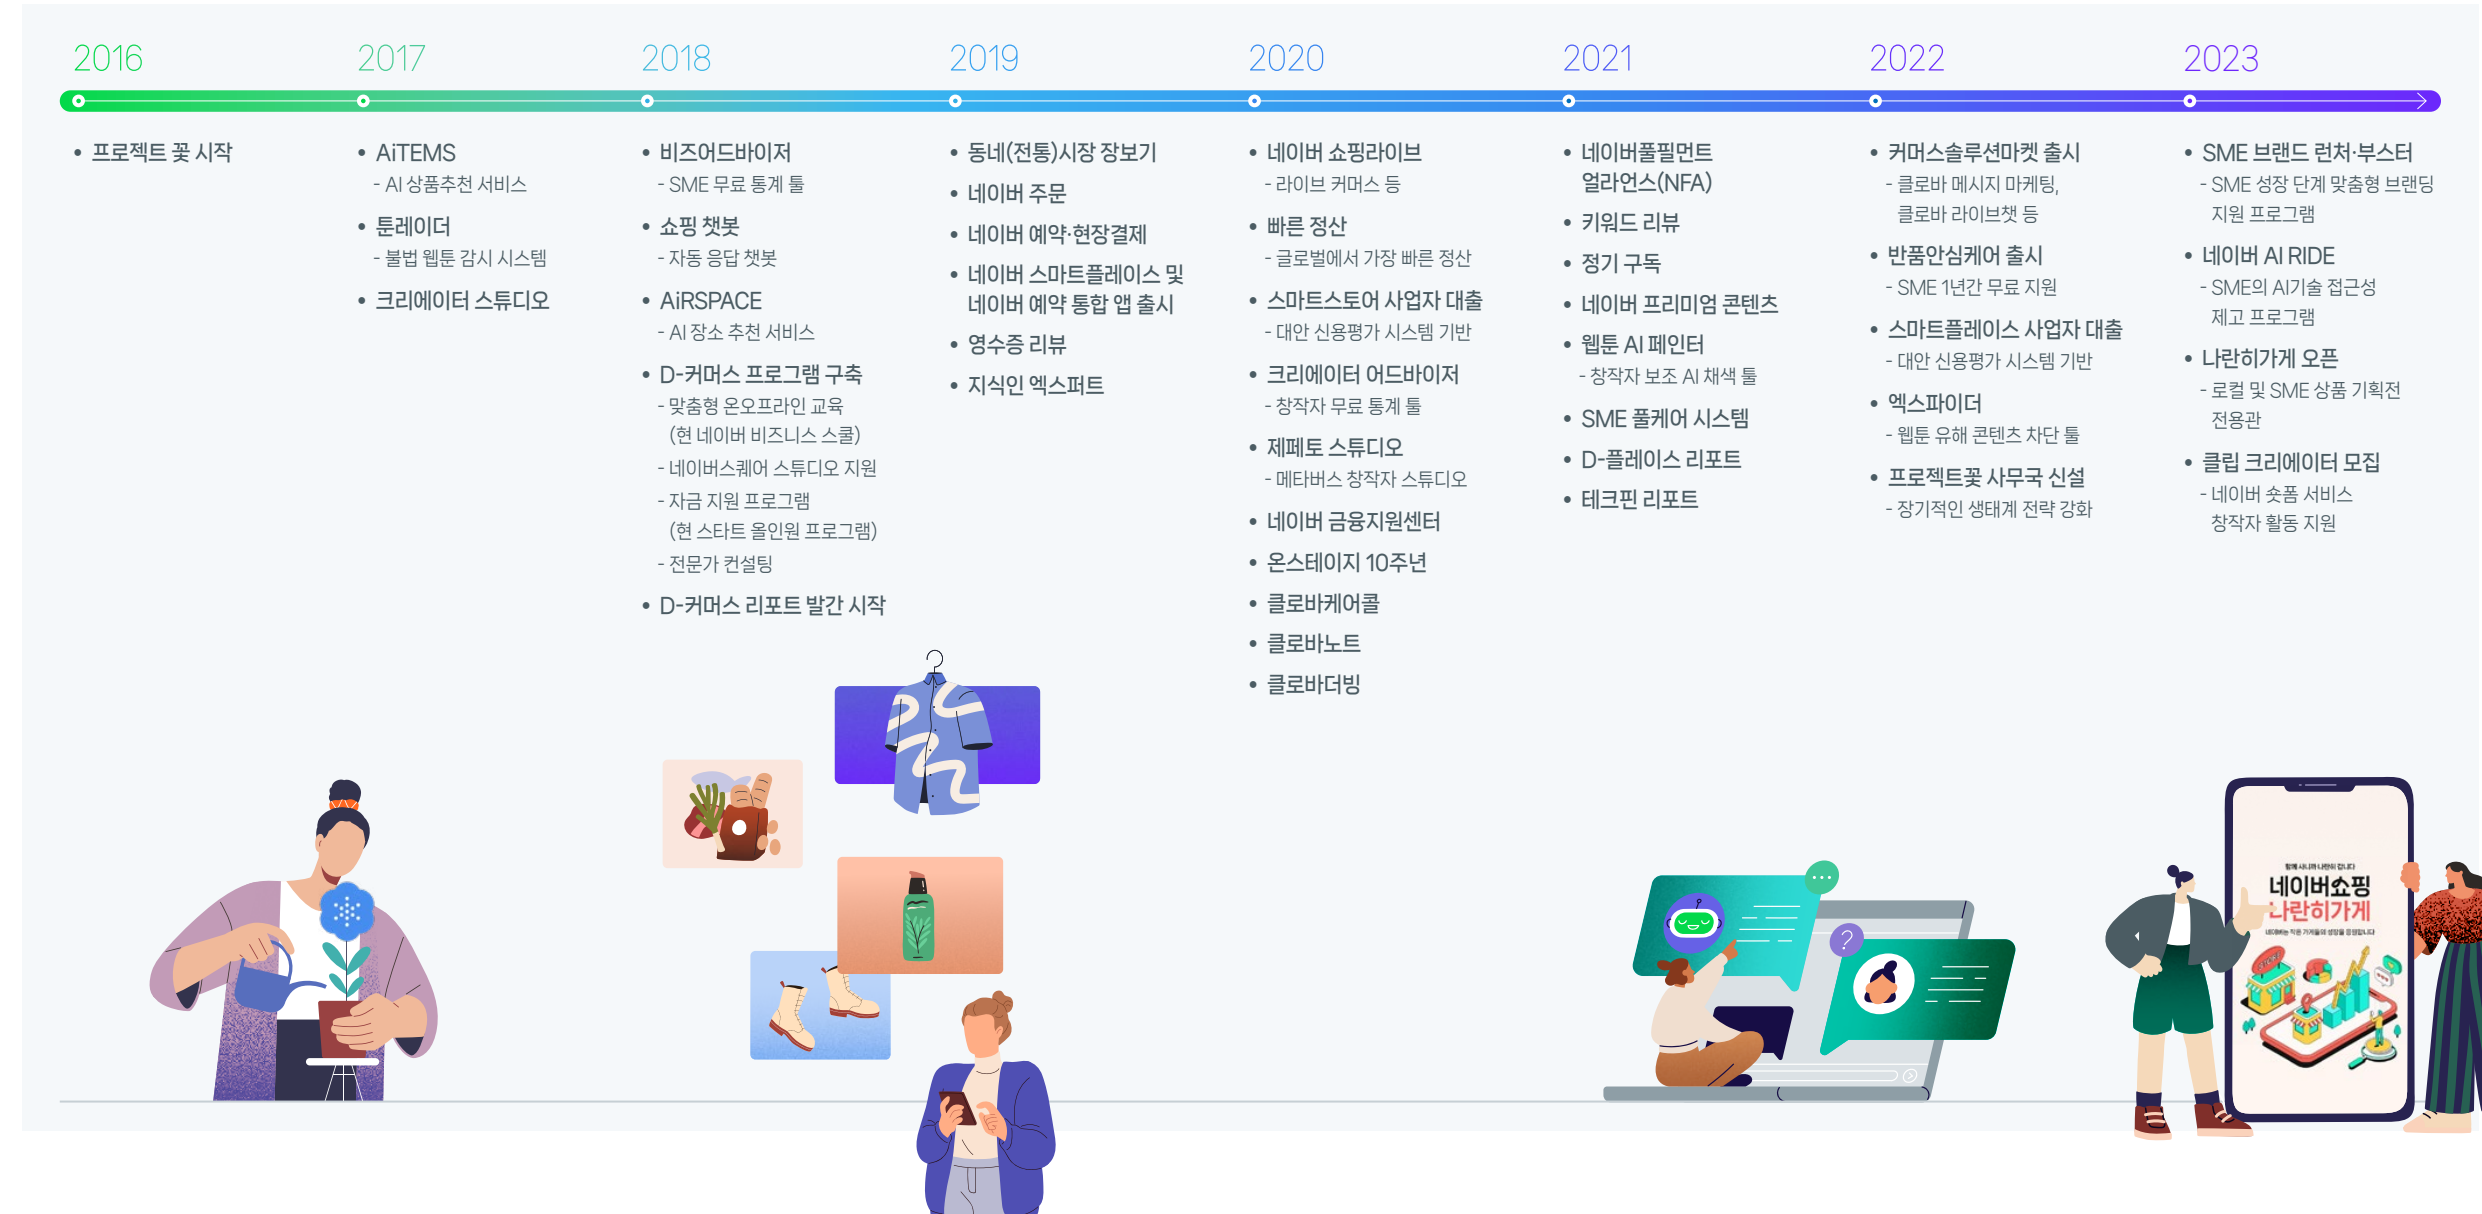 2016
• 프로젝트 꽃 시작
2017
• AiTEMS
- AI 상품추천 서비스
• 툰레이더
- 불법 웹툰 감시 시스템
• 크리에이터 스튜디오
2018
• 비즈어드바이저
- SME 무료 통계 툴
• 쇼핑 챗봇
- 자동 응답 챗봇
• AiRSPACE
- AI 장소 추천 서비스
• D-커머스 프로그램 구축
- 맞춤형 온오프라인 교육
(현 네이버 비즈니스 스쿨)
- 네이버스퀘어 스튜디오 지원
- 자금 지원 프로그램
(현 스타트 올인원 프로그램)
- 전문가 컨설팅
• D-커머스 리포트 발간 시작
2019
• 동네(전통)시장 장보기
• 네이버 주문
• 네이버 예약·현장결제
• 네이버 스마트플레이스 및
네이버 예약 통합 앱 출시
• 영수증 리뷰
• 지식인 엑스퍼트
2020
• 네이버 쇼핑라이브
- 라이브 커머스 등
• 빠른 정산
- 글로벌에서 가장 빠른 정산
• 스마트스토어 사업자 대출
- 대안 신용평가 시스템 기반
• 크리에이터 어드바이저
- 창작자 무료 통계 툴
• 제페토 스튜디오
- 메타버스 창작자 스튜디오
• 네이버 금융지원센터
• 온스테이지 10주년
• 클로바케어콜
• 클로바노트
• 클로바더빙
2021
• 네이버풀필먼트
얼라언스(NFA)
• 키워드 리뷰
• 정기 구독
• 네이버 프리미엄 콘텐츠
• 웹툰 AI 페인터
- 창작자 보조 AI 채색 툴
• SME 풀케어 시스템
• D-플레이스 리포트
• 테크핀 리포트
2022
• 커머스솔루션마켓 출시
- 클로바 메시지 마케팅,
클로바 라이브챗 등
• 반품안심케어 출시
- SME 1년간 무료 지원
• 스마트플레이스 사업자 대출
- 대안 신용평가 시스템 기반
• 엑스파이더
- 웹툰 유해 콘텐츠 차단 툴
• 프로젝트꽃 사무국 신설
- 장기적인 생태계 전략 강화
2023
• SME 브랜드 런처·부스터
- SME 성장 단계 맞춤형 브랜딩
지원 프로그램
• 네이버 AI RIDE
- SME의 AI기술 접근성
제고 프로그램
• 나란히가게 오픈
- 로컬 및 SME 상품 기획전
전용관
• 클립 크리에이터 모집
- 네이버 숏폼 서비스
창작자 활동 지원
?
함께 사니까 나란히 갑니다
네이버쇼핑
나란히가게
네이버는 작은 가게들의 성장을 응원합니다